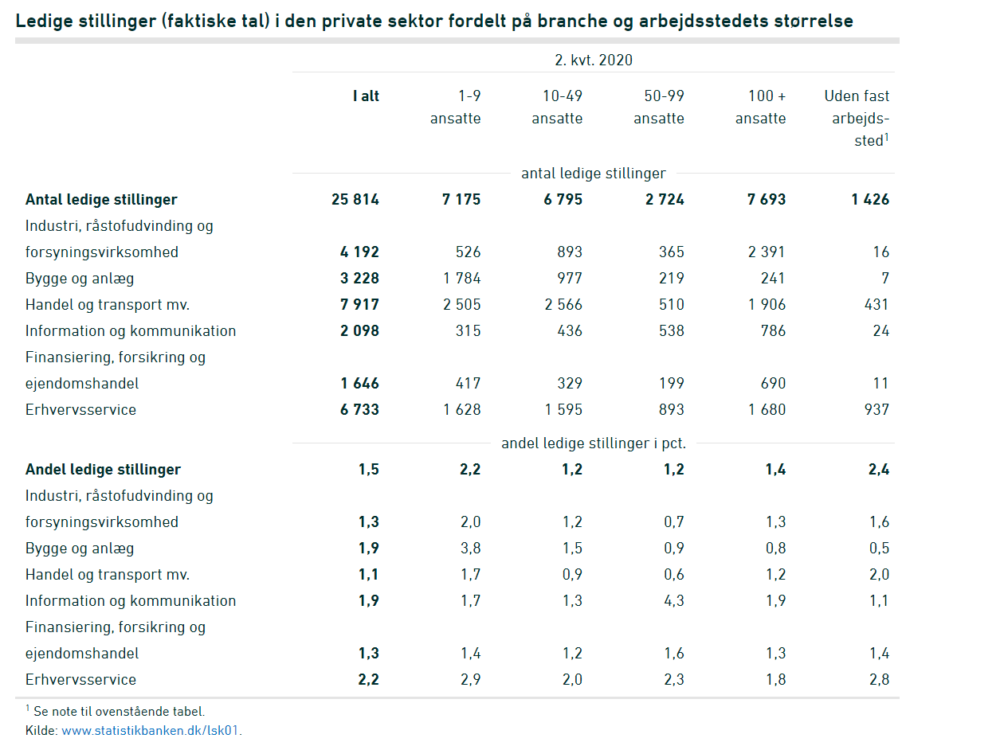 Ledige stillinger (faktiske tal) i den private sektor fordelt på branche og arbejdsstedets størrelse
2. kvt. 2020
I alt 1-9 ansatte 10-49 ansatte 50-99 ansatte 100 + ansatte Uden fast arbejds-sted¹
antal ledige stillinger
Antal ledige stillinger 25 814 7 175 6 795 2 724 7 693 1 426
Industri, råstofudvinding og
forsyningsvirksomhed 4 192 526 893 365 2 391 16
Bygge og anlæg 3 228 1 784 977 219 241 7
Handel og transport mv. 7 917 2 505 2 566 510 1 906 431
Information og kommunikation 2 098 315 436 538 786 24
Finansiering, forsikring og
ejendomshandel 1 646 417 329 199 690 11
Erhvervsservice 6 733 1 628 1 595 893 1 680 937
andel ledige stillinger i pct.
Andel ledige stillinger 1,5 2,2 1,2 1,2 1,4 2,4
Industri, råstofudvinding og
forsyningsvirksomhed 1,3 2,0 1,2 0,7 1,3 1,6
Bygge og anlæg 1,9 3,8 1,5 0,9 0,8 0,5
Handel og transport mv. 1,1 1,7 0,9 0,6 1,2 2,0
Information og kommunikation 1,9 1,7 1,3 4,3 1,9 1,1
Finansiering, forsikring og
ejendomshandel 1,3 1,4 1,2 1,6 1,3 1,4
Erhvervsservice 2,2 2,9 2,0 2,3 1,8 2,8
¹ Se note til ovenstående tabel.
Kilde: www.statistikbanken.dk/lsk01.